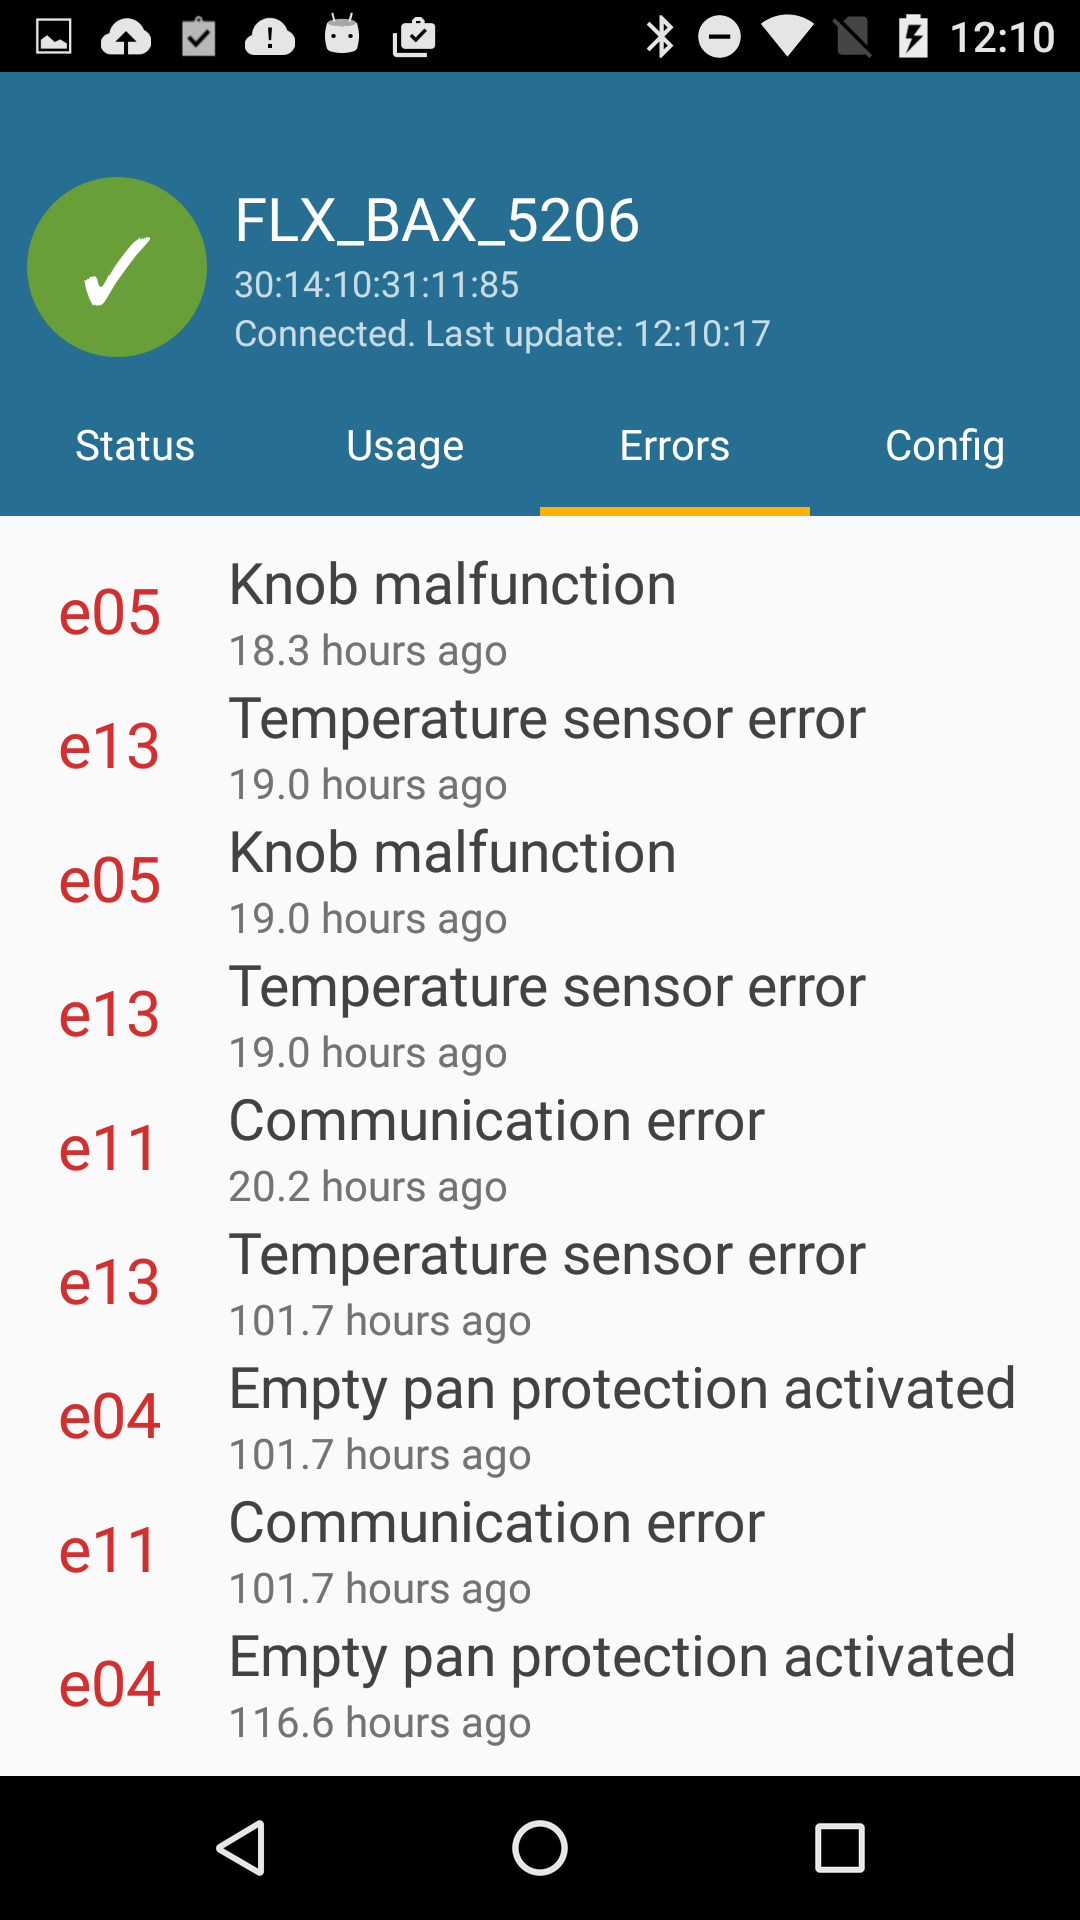 12:10
FLX_BAX_5206
30:14:10:31:11:85
Connected. Last update: 12:10:17
Status Usage Errors Config
e05 Knob malfunction
18.3 hours ago
e13 Temperature sensor error
19.0 hours ago
e05 Knob malfunction
19.0 hours ago
e13 Temperature sensor error
19.0 hours ago
e11 Communication error
20.2 hours ago
e13 Temperature sensor error
101.7 hours ago
e04 Empty pan protection activated
101.7 hours ago
e11 Communication error
101.7 hours ago
e04 Empty pan protection activated
116.6 hours ago